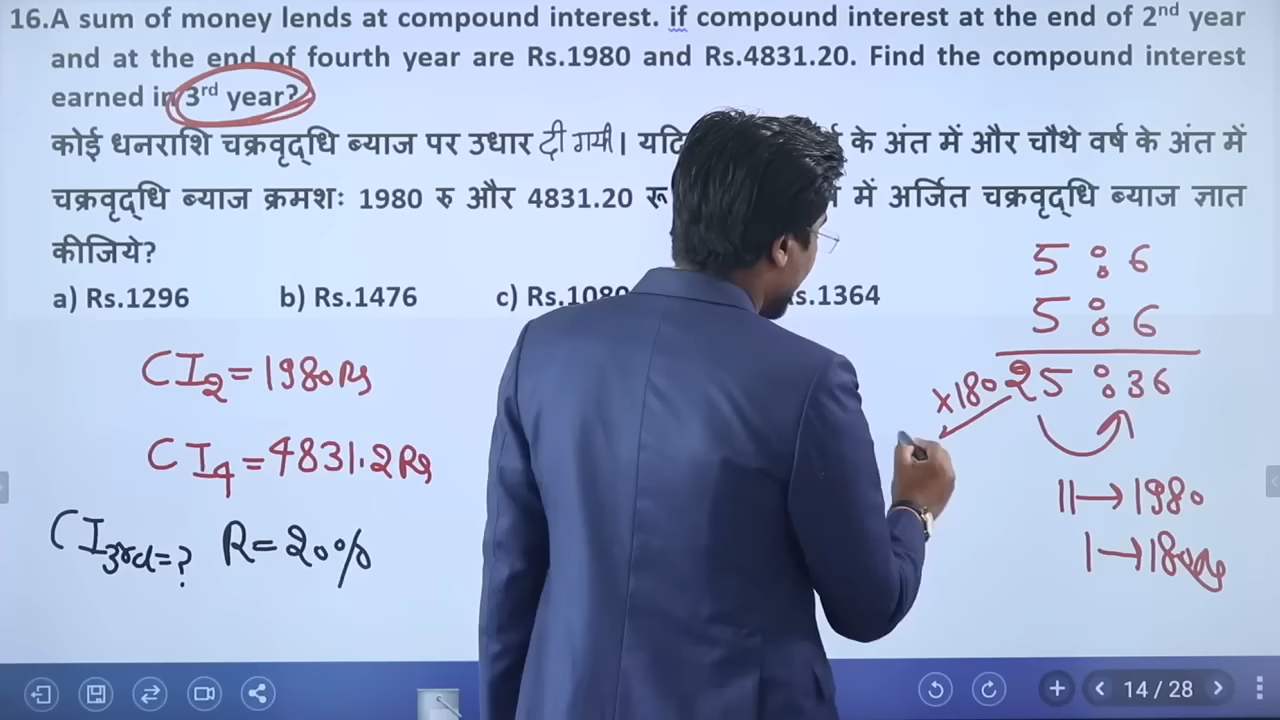 16.A sum of money lends at compound interest. if compound interest at the end of 2nd year
and at the end of fourth year are Rs.1980 and Rs.4831.20. Find the compound interest
earned in 3rd year?
कोई धनराशि चक्रवृद्धि ब्याज पर उधार दी गयी। यदि के अंत में और चौथे वर्ष के अंत में
चक्रवृद्धि ब्याज क्रमशः 1980 रु और 4831.20 रू में अर्जित चक्रवृद्धि ब्याज ज्ञात
कीजिये?
a) Rs.1296 b) Rs.1476 c) Rs.1080 Rs.1364
5 : 6
5 : 6
25 : 36
×180
11→1980
1→180Rs
CI2=1980Rs
CI4=4831.2Rs
CI3rd=? R=20%
14 / 28